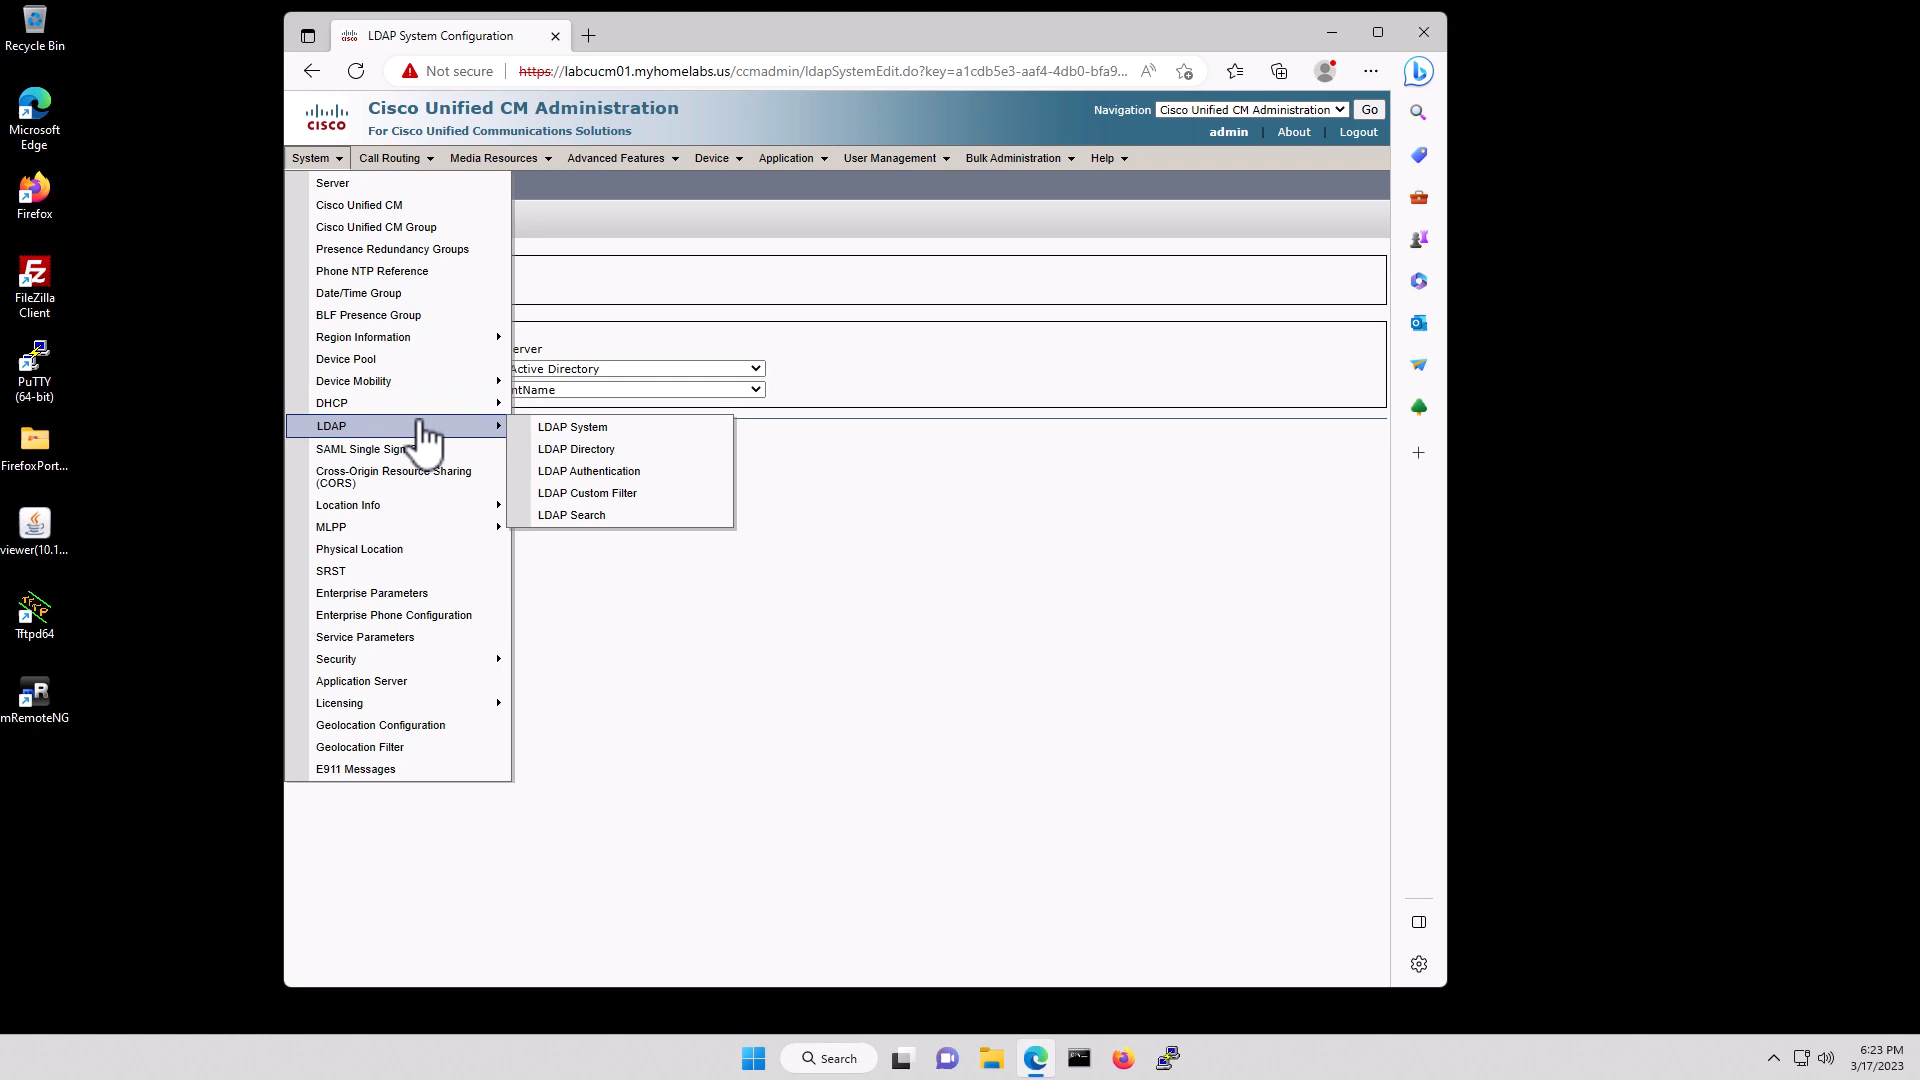 Recycle Bin
Microsoft
Edge
Firefox
FileZilla
Client
PuTTY
(64-bit)
FirefoxPort...
viewer(10.1...
Tftpd64
mRemoteNG
LDAP System Configuration
Not secure
https://labcucm01.myhomelabs.us/ccmadmin/ldapSystemEdit.do?key=a1cdb5e3-aaf4-4db0-bfa9...
CISCO
Cisco Unified CM Administration
For Cisco Unified Communications Solutions
Navigation Cisco Unified CM Administration Go
admin | About | Logout
System Call Routing Media Resources Advanced Features Device Application User Management Bulk Administration Help
Server
Cisco Unified CM
Cisco Unified CM Group
Presence Redundancy Groups
Phone NTP Reference
Date/Time Group
BLF Presence Group
Region Information
Device Pool
Device Mobility
DHCP
LDAP
SAML Single Sign
Cross-Origin Resource Sharing
(CORS)
Location Info
MLPP
Physical Location
SRST
Enterprise Parameters
Enterprise Phone Configuration
Service Parameters
Security
Application Server
Licensing
Geolocation Configuration
Geolocation Filter
E911 Messages
erver
Active Directory
ntName
LDAP System
LDAP Directory
LDAP Authentication
LDAP Custom Filter
LDAP Search
Search
6:23 PM
3/17/2023